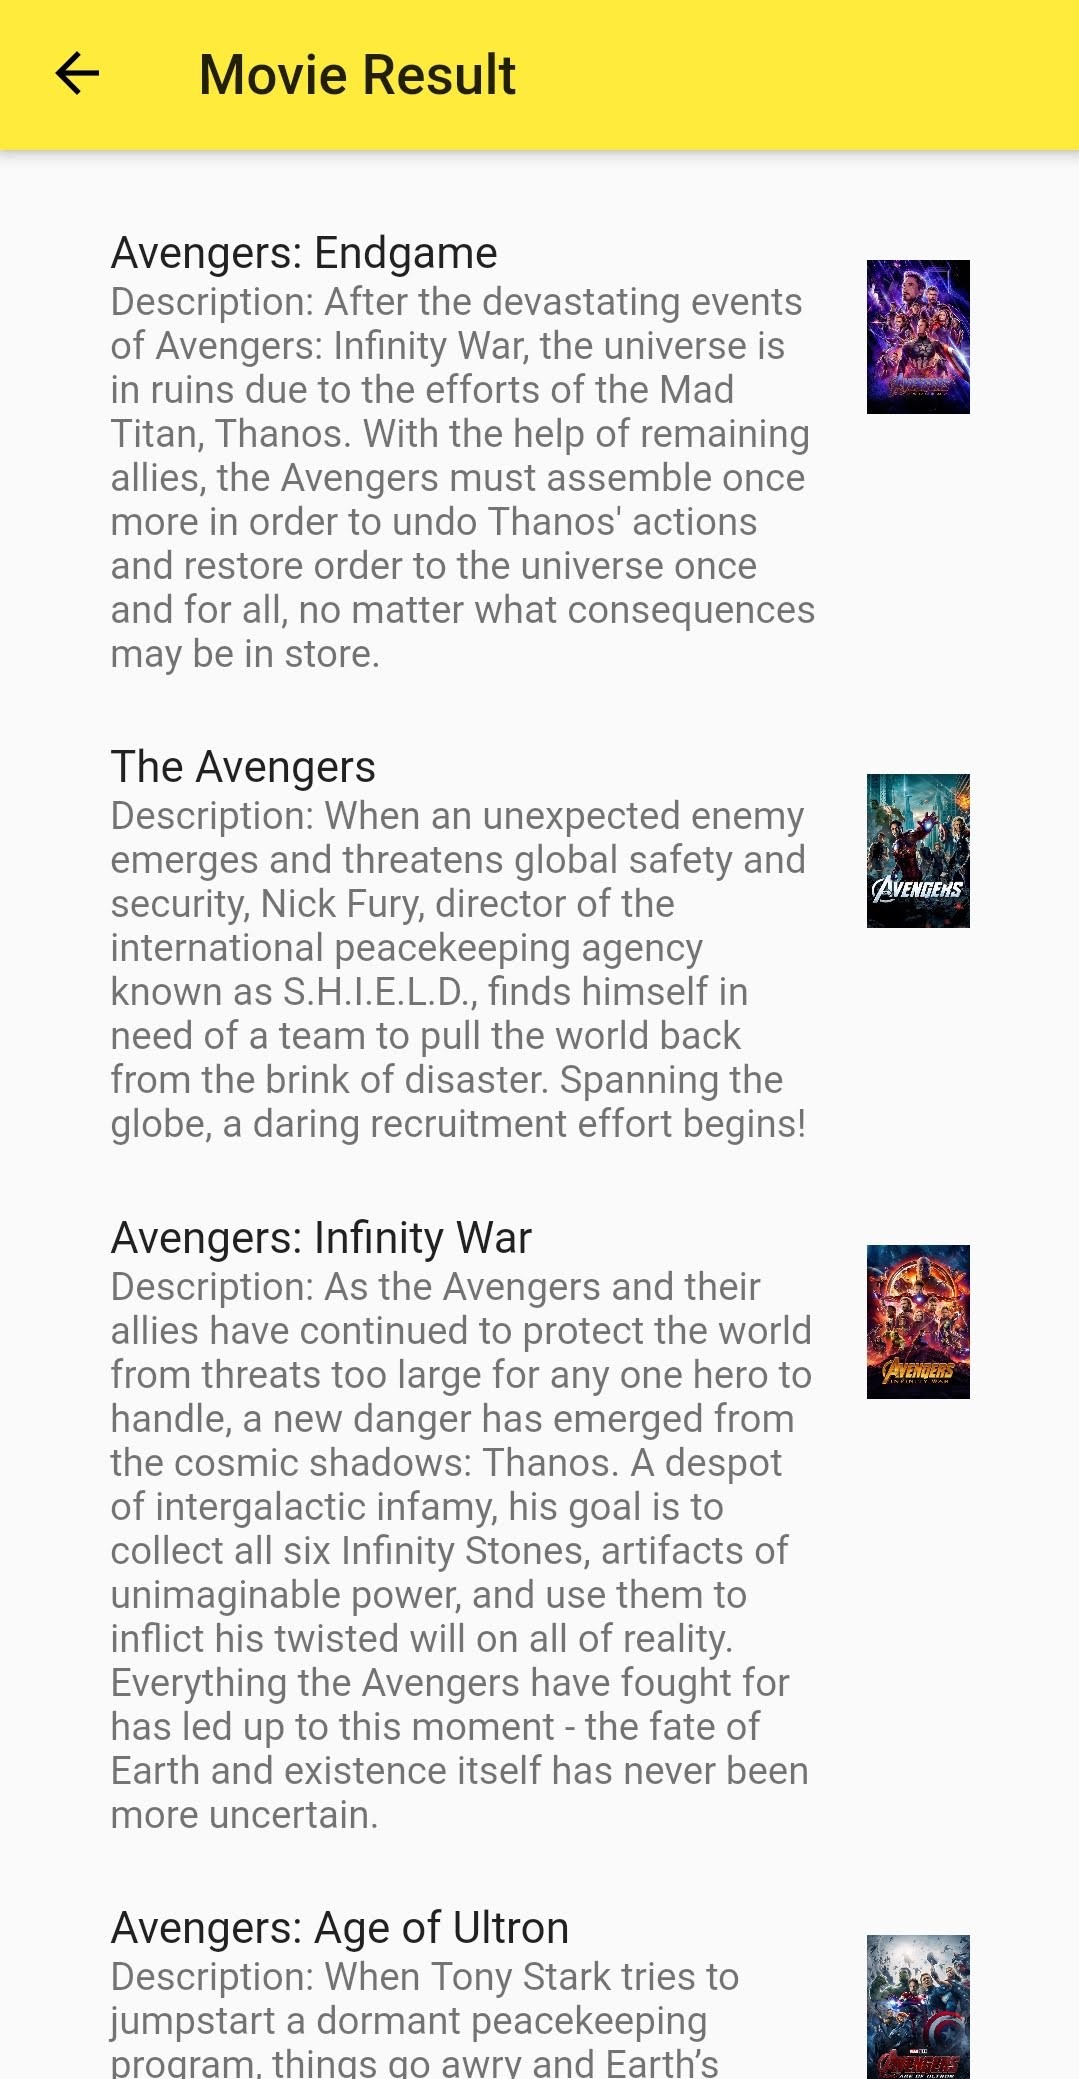 Movie Result
Avengers: Endgame
Description: After the devastating events
of Avengers: Infinity War, the universe is
in ruins due to the efforts of the Mad
Titan, Thanos. With the help of remaining
allies, the Avengers must assemble once
more in order to undo Thanos' actions
and restore order to the universe once
and for all, no matter what consequences
may be in store.
The Avengers
Description: When an unexpected enemy
emerges and threatens global safety and
security, Nick Fury, director of the
international peacekeeping agency
known as S.H.I.E.L.D., finds himself in
need of a team to pull the world back
from the brink of disaster. Spanning the
globe, a daring recruitment effort begins!
AVENGERS
Avengers: Infinity War
Description: As the Avengers and their
allies have continued to protect the world
from threats too large for any one hero to
handle, a new danger has emerged from
the cosmic shadows: Thanos. A despot
of intergalactic infamy, his goal is to
collect all six Infinity Stones, artifacts of
unimaginable power, and use them to
inflict his twisted will on all of reality.
Everything the Avengers have fought for
has led up to this moment - the fate of
Earth and existence itself has never been
more uncertain.
AVENGERS
INFINITY WAR
Avengers: Age of Ultron
Description: When Tony Stark tries to
jumpstart a dormant peacekeeping
program, things go awry and Earth’s
AVENGERS
AGE OF ULTRON